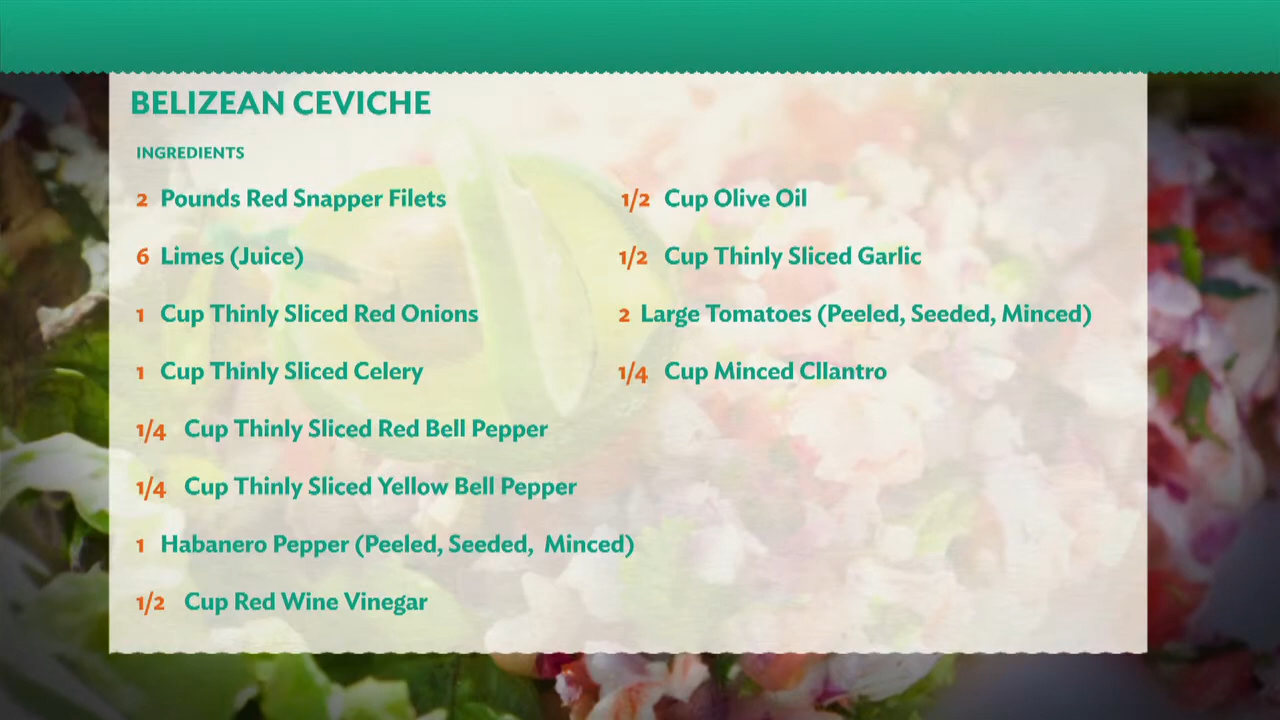 BELIZEAN CEVICHE
INGREDIENTS
2 Pounds Red Snapper Filets
6 Limes (Juice)
1 Cup Thinly Sliced Red Onions
1 Cup Thinly Sliced Celery
1/4 Cup Thinly Sliced Red Bell Pepper
1/4 Cup Thinly Sliced Yellow Bell Pepper
1 Habanero Pepper (Peeled, Seeded, Minced)
1/2 Cup Red Wine Vinegar
1/2 Cup Olive Oil
1/2 Cup Thinly Sliced Garlic
2 Large Tomatoes (Peeled, Seeded, Minced)
1/4 Cup Minced Cllantro